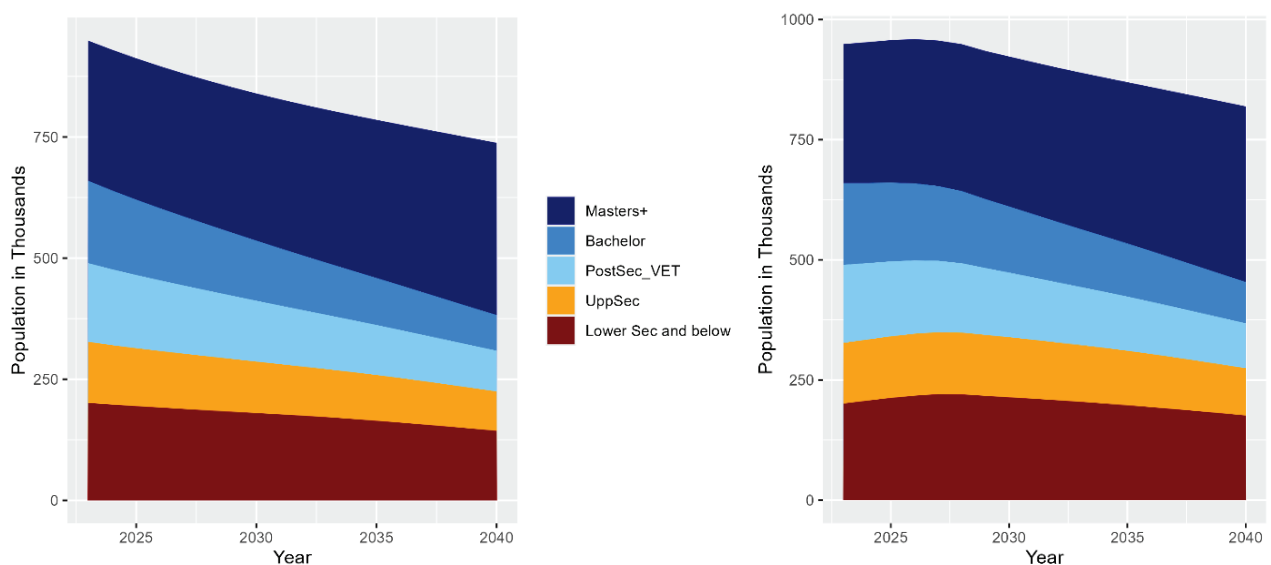 Population in Thousands
750
500
250
0
2025
2030
2035
2040
Year
Masters+
Bachelor
PostSec_VET
UppSec
Lower Sec and below
Population in Thousands
1000
750
500
250
0
2025
2030
2035
2040
Year